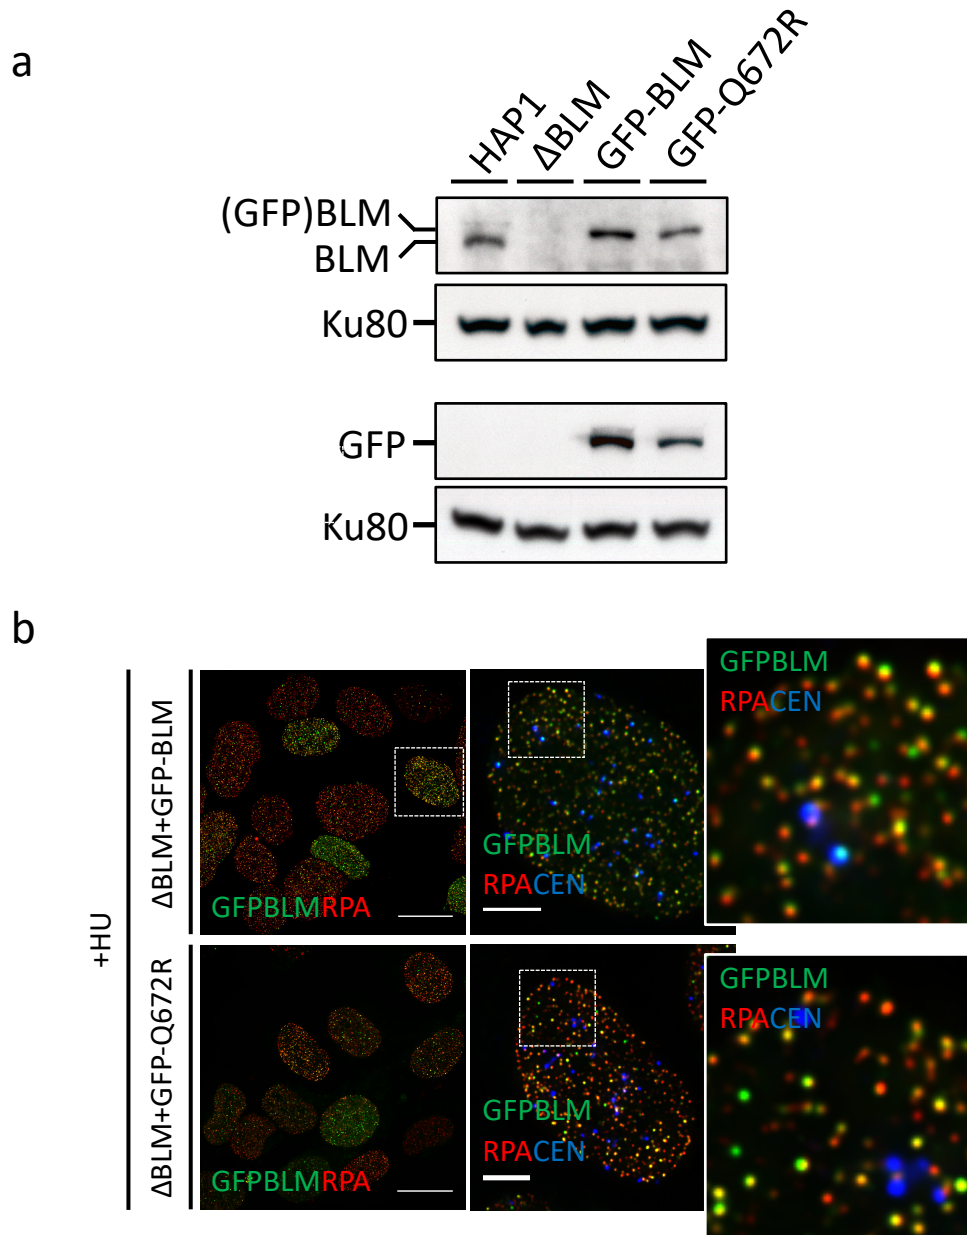 a
HAP1
ΔBLM
GFP-BLM
GFP-Q672R
(GFP)BLM
BLM
Ku80
GFP
Ku80
b
+HU
ΔBLM+GFP-BLM
GFPBLMRPA
GFPBLM
RPACEN
GFPBLM
RPACEN
ΔBLM+GFP-Q672R
GFPBLMRPA
GFPBLM
RPACEN
GFPBLM
RPACEN